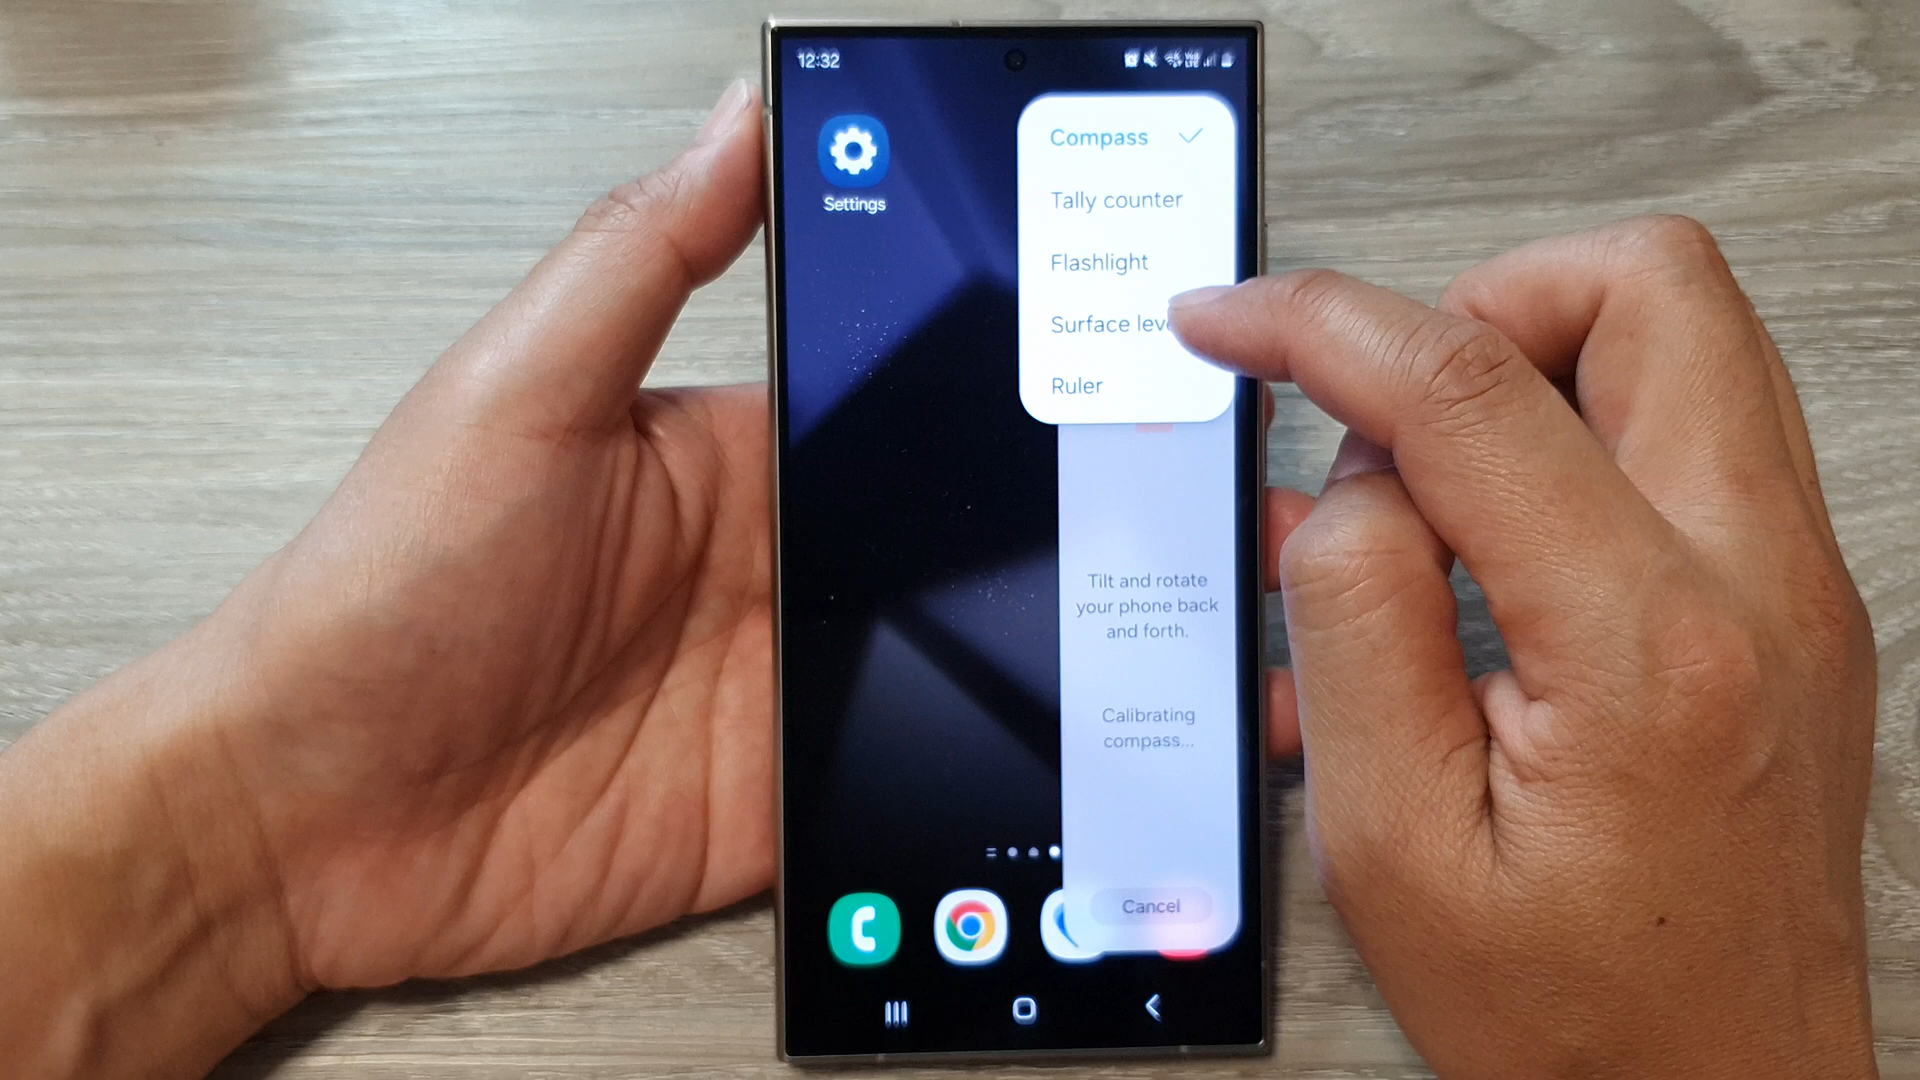 12:32
Settings
Compass
Tally counter
Flashlight
Surface lev
Ruler
Tilt and rotate
your phone back
and forth.
Calibrating
compass...
Cancel